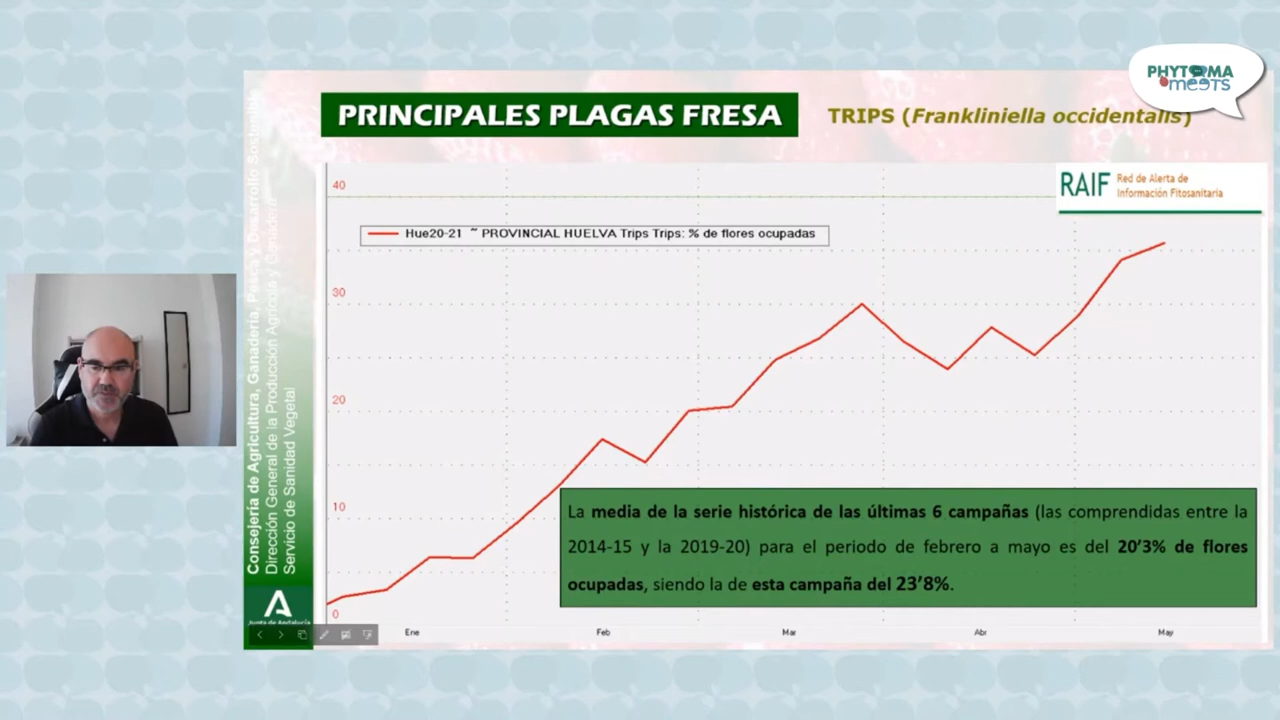 PHYTOMA
meets
PRINCIPALES PLAGAS FRESA
TRIPS (Frankliniella occidentalis)
RAIF Red de Alerta de
Información Fitosanitaria
Hue20-21 ~ PROVINCIAL HUELVA Trips Trips: % de flores ocupadas
40
30
20
10
0
Ene Feb Mar Abr May
La media de la serie histórica de las últimas 6 campañas (las comprendidas entre la
2014-15 y la 2019-20) para el periodo de febrero a mayo es del 20’3% de flores
ocupadas, siendo la de esta campaña del 23’8%.
Consejería de Agricultura, Ganadería, Pesca y Desarrollo Sostenible
Dirección General de la Producción Agrícola y Ganadera
Servicio de Sanidad Vegetal
Junta de Andalucía